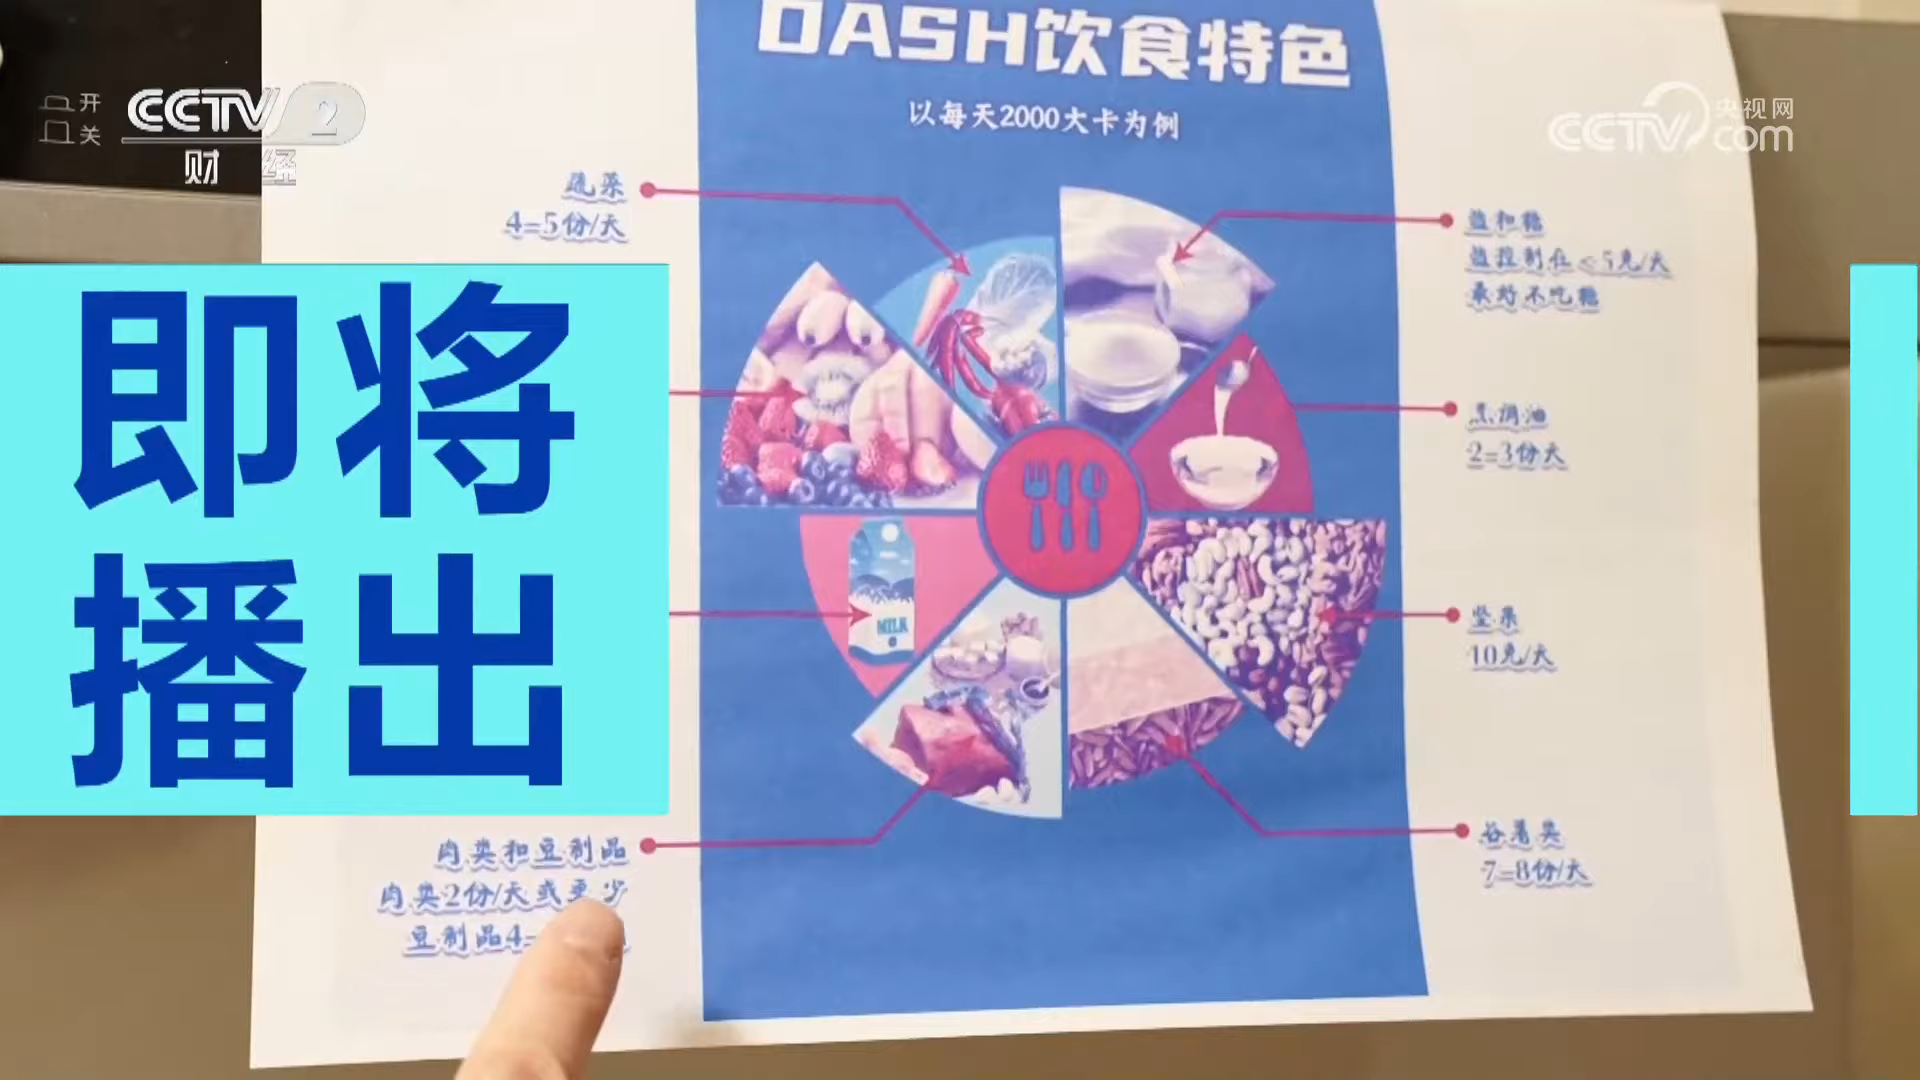 开
关
CCTV 2
财经
央视网
CCTV com
DASH饮食特色
以每天2000大卡为例
蔬菜
4=5份/天
盐和糖
盐控制在<5克/天
最好不吃糖
烹调油
2=3份天
即将
播出
MILK
坚果
10克/天
谷薯类
7=8份/天
肉类和豆制品
肉类2份/天或更少
豆制品4=